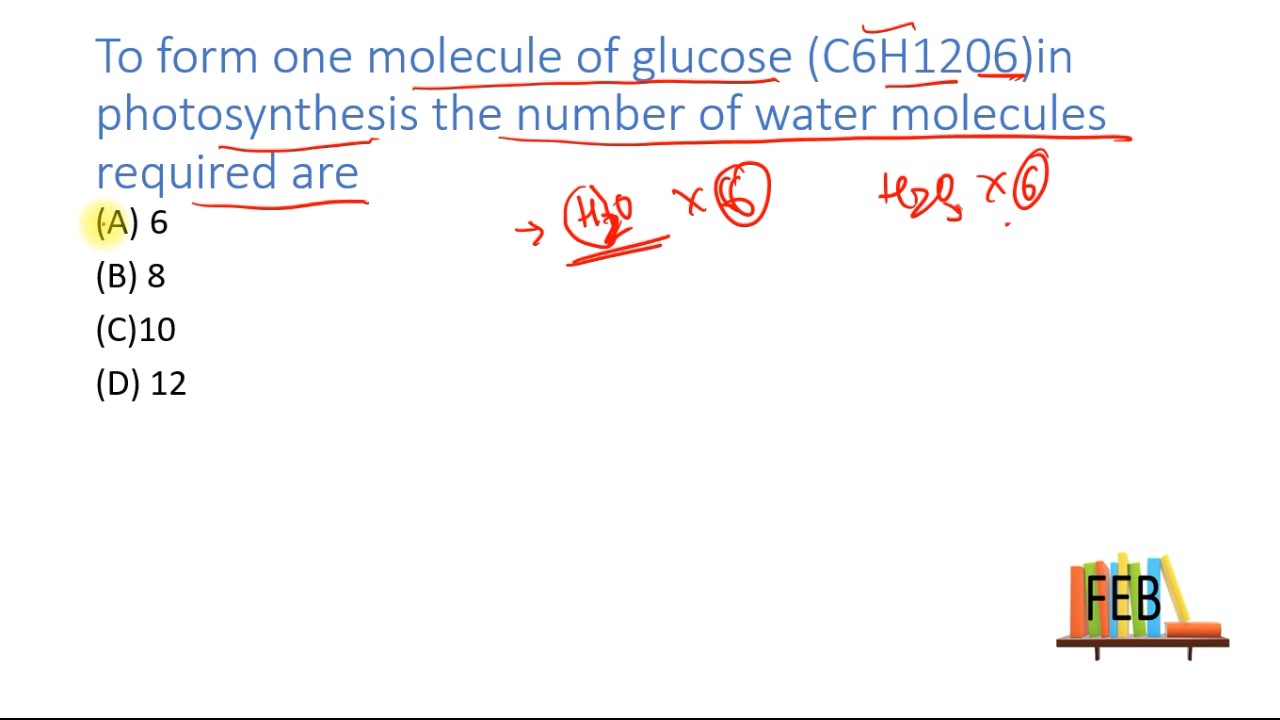 To form one molecule of glucose (C6H1206)in
photosynthesis the number of water molecules
required are
(A) 6
(B) 8
(C)10
(D) 12
→ H2O × 6
× 6
FEB